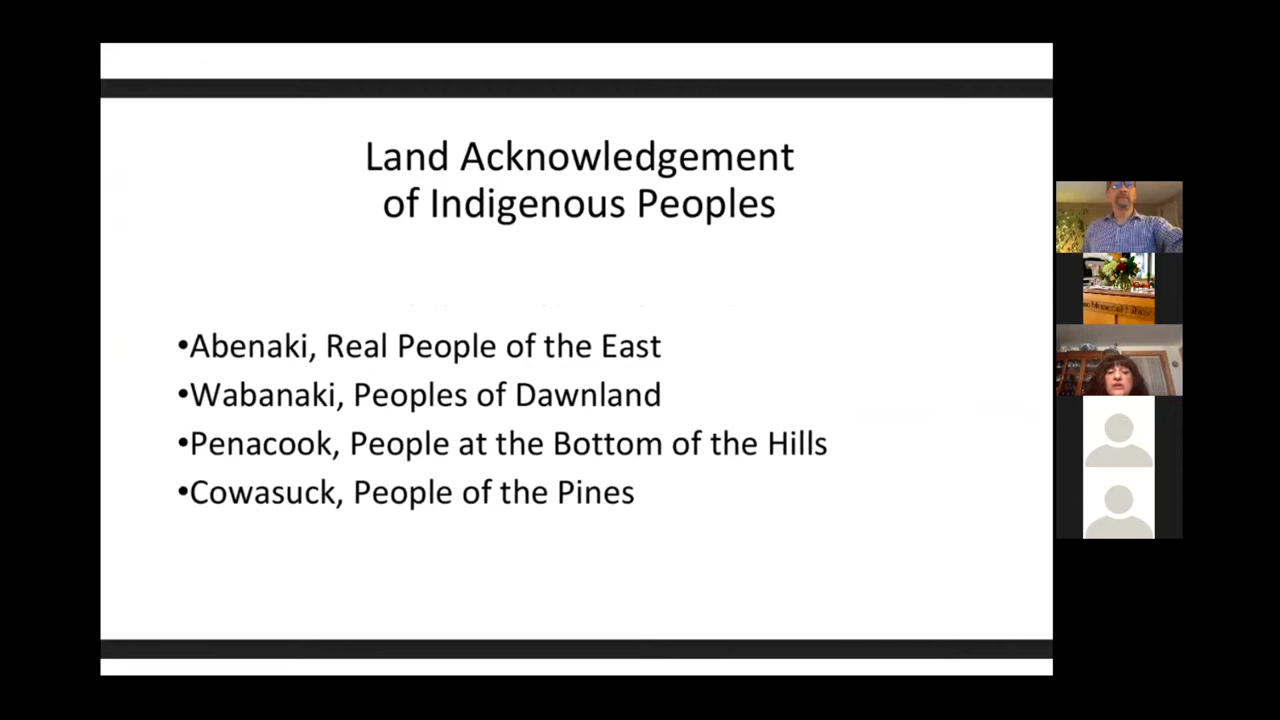 Land Acknowledgement
of Indigenous Peoples
•Abenaki, Real People of the East
•Wabanaki, Peoples of Dawnland
•Penacook, People at the Bottom of the Hills
•Cowasuck, People of the Pines